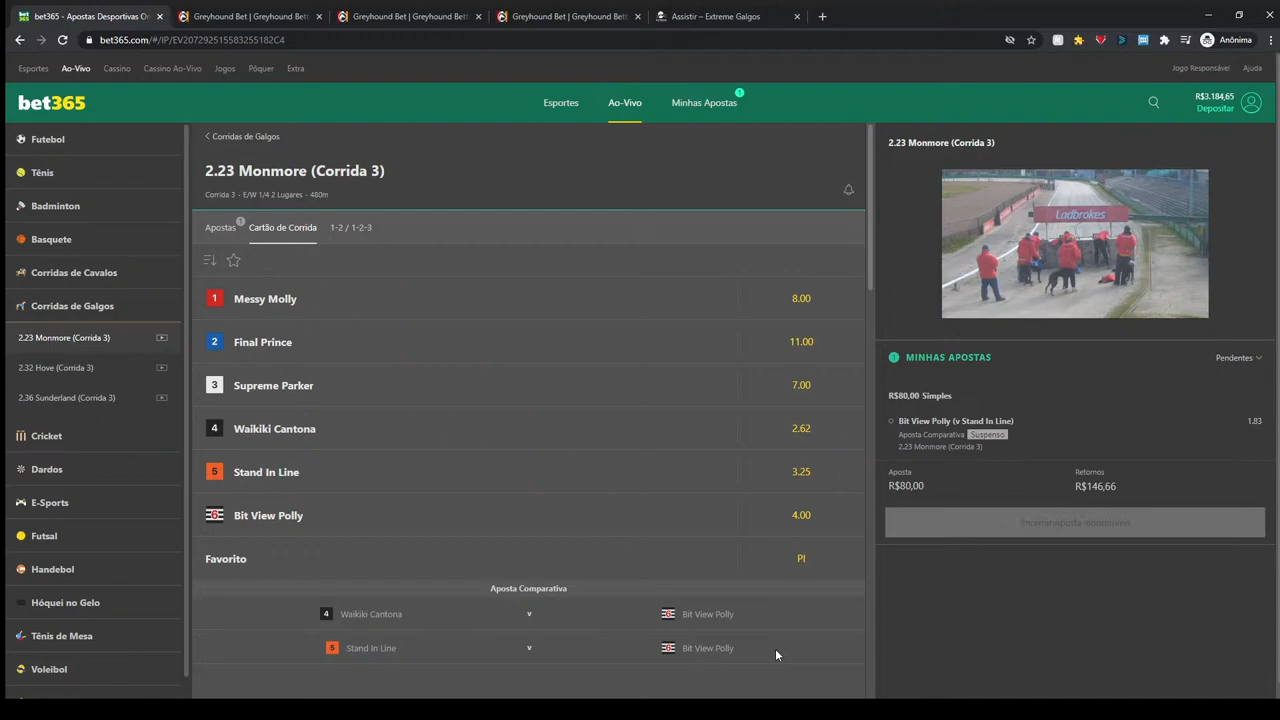 bet365 - Apostas Desportivas On
Greyhound Bet | Greyhound Bett
Greyhound Bet | Greyhound Bett
Greyhound Bet | Greyhound Bett
Assistir – Extreme Galgos
bet365.com/#/IP/EV207292515583255182C4
Anônima
Esportes Ao-Vivo Cassino Cassino Ao-Vivo Jogos Pôquer Extra
Jogo Responsável Ajuda
bet365
Esportes Ao-Vivo Minhas Apostas 1
R$3.184,65
Depositar
Futebol
Tênis
Badminton
Basquete
Corridas de Cavalos
Corridas de Galgos
2.23 Monmore (Corrida 3)
2.32 Hove (Corrida 3)
2.36 Sunderland (Corrida 3)
Cricket
Dardos
E-Sports
Futsal
Handebol
Hóquei no Gelo
Tênis de Mesa
Voleibol
Corridas de Galgos
2.23 Monmore (Corrida 3)
Corrida 3 - E/W 1/4 2 Lugares - 480m
Apostas 1 Cartão de Corrida 1-2 / 1-2-3
1 Messy Molly 8.00
2 Final Prince 11.00
3 Supreme Parker 7.00
4 Waikiki Cantona 2.62
5 Stand In Line 3.25
6 Bit View Polly 4.00
Favorito PI
Aposta Comparativa
4 Waikiki Cantona v 6 Bit View Polly
5 Stand In Line v 6 Bit View Polly
2.23 Monmore (Corrida 3)
Ladbrokes
1 MINHAS APOSTAS Pendentes
R$80,00 Simples
Bit View Polly (v Stand In Line) 1.83
Aposta Comparativa Suspenso
2.23 Monmore (Corrida 3)
Aposta Retornos
R$80,00 R$146,66